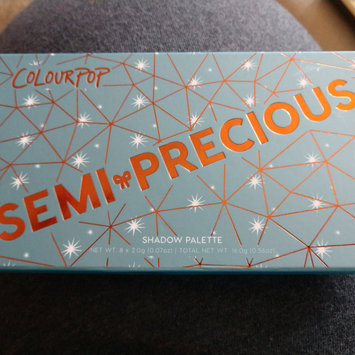 COLOURPOP
SEMI PRECIOUS
SHADOW PALETTE
NET WT. 8 x 2.0g (0.07oz) | TOTAL NET WT. 16.0g (0.56oz)